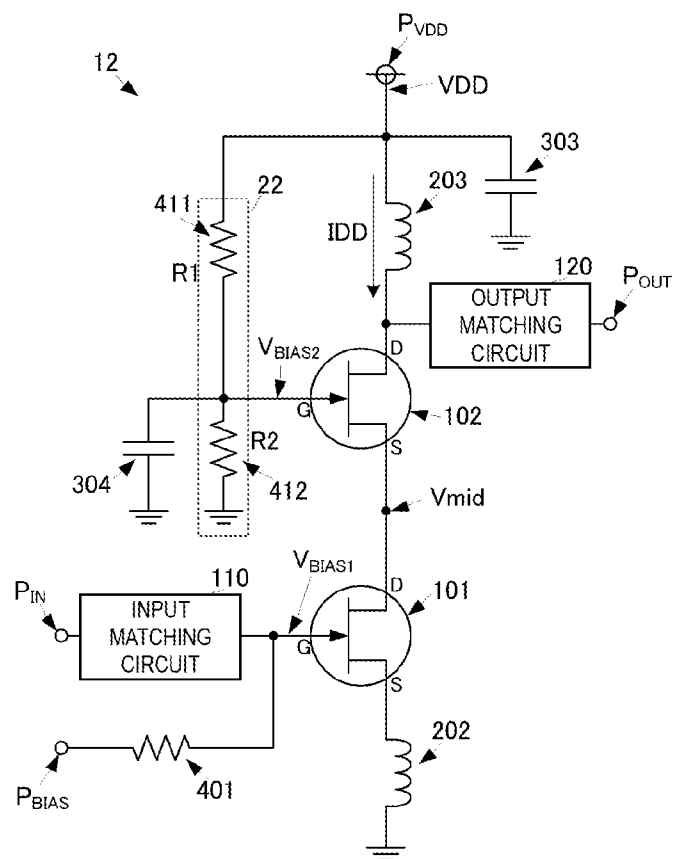 P_VDD
12
VDD
303
22
203
411
IDD
R1
120
P_OUT
OUTPUT
MATCHING
CIRCUIT
V_BIAS2
D
G
102
R2
S
304
412
Vmid
V_BIAS1
110
D
101
P_IN
INPUT
MATCHING
CIRCUIT
G
S
202
401
P_BIAS